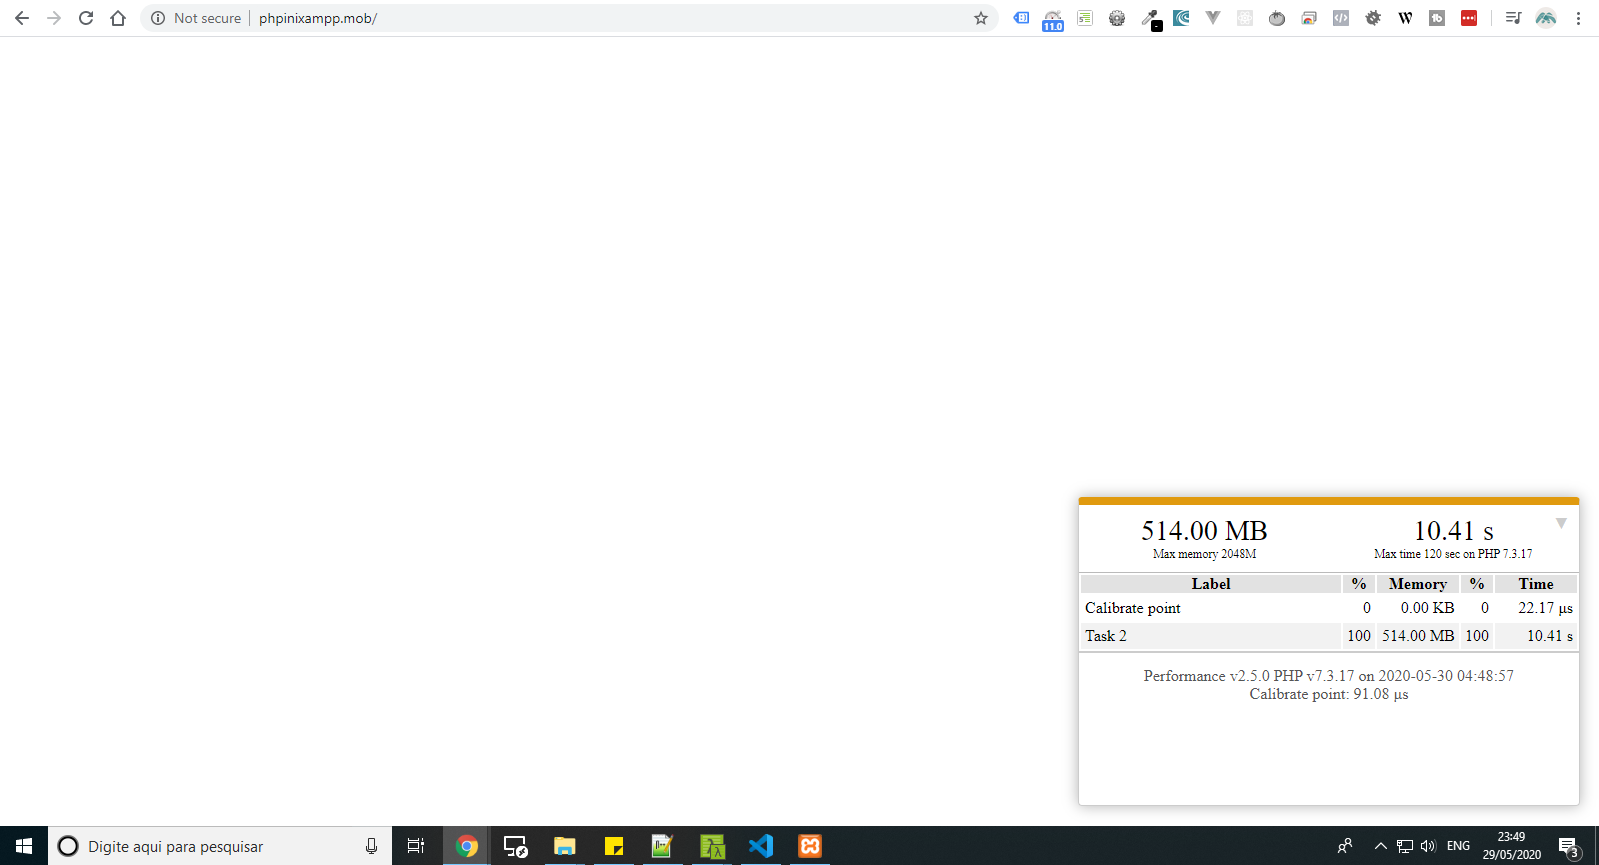 Not secure phpinixampp.mob/
11.0
514.00 MB 10.41 s
Max memory 2048M Max time 120 sec on PHP 7.3.17
Label % Memory % Time
Calibrate point 0 0.00 KB 0 22.17 µs
Task 2 100 514.00 MB 100 10.41 s
Performance v2.5.0 PHP v7.3.17 on 2020-05-30 04:48:57
Calibrate point: 91.08 µs
Digite aqui para pesquisar
ENG
23:49
29/05/2020
3